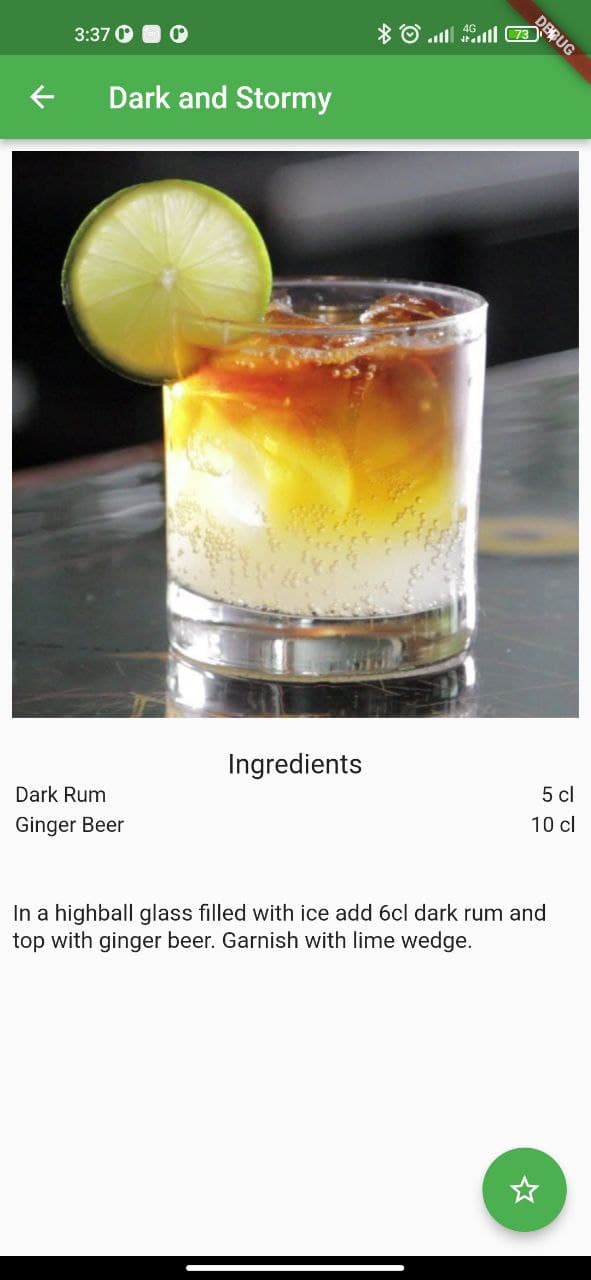 3:37
4G
73
DEBUG
Dark and Stormy
Ingredients
Dark Rum 5 cl
Ginger Beer 10 cl
In a highball glass filled with ice add 6cl dark rum and
top with ginger beer. Garnish with lime wedge.